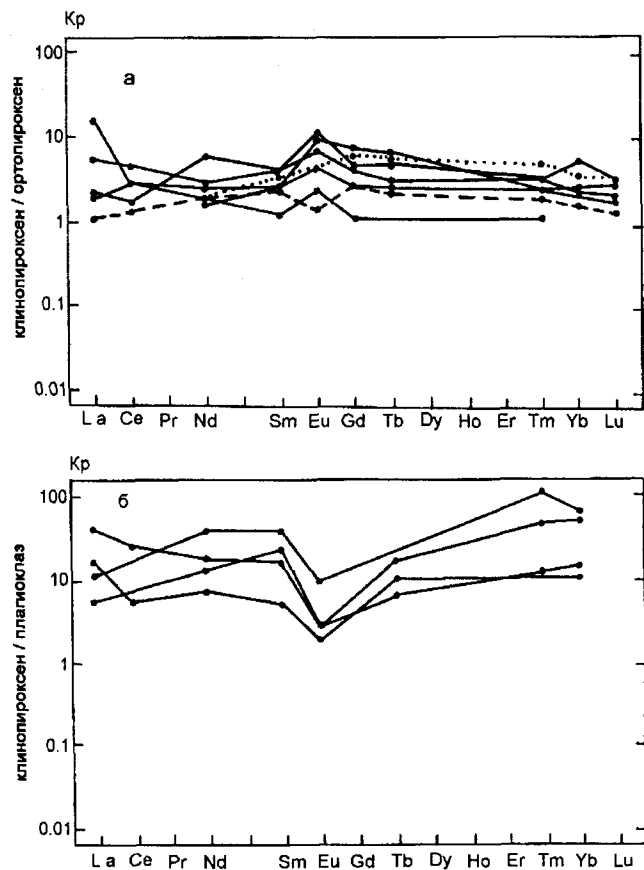 Кр
100
а
10
1
0.1
0.01
клинопироксен / ортопироксен
La Ce Pr Nd Sm Eu Gd Tb Dy Ho Er Tm Yb Lu
Кр
100
б
10
1
0.1
0.01
клинопироксен / плагиоклаз
La Ce Pr Nd Sm Eu Gd Tb Dy Ho Er Tm Yb Lu